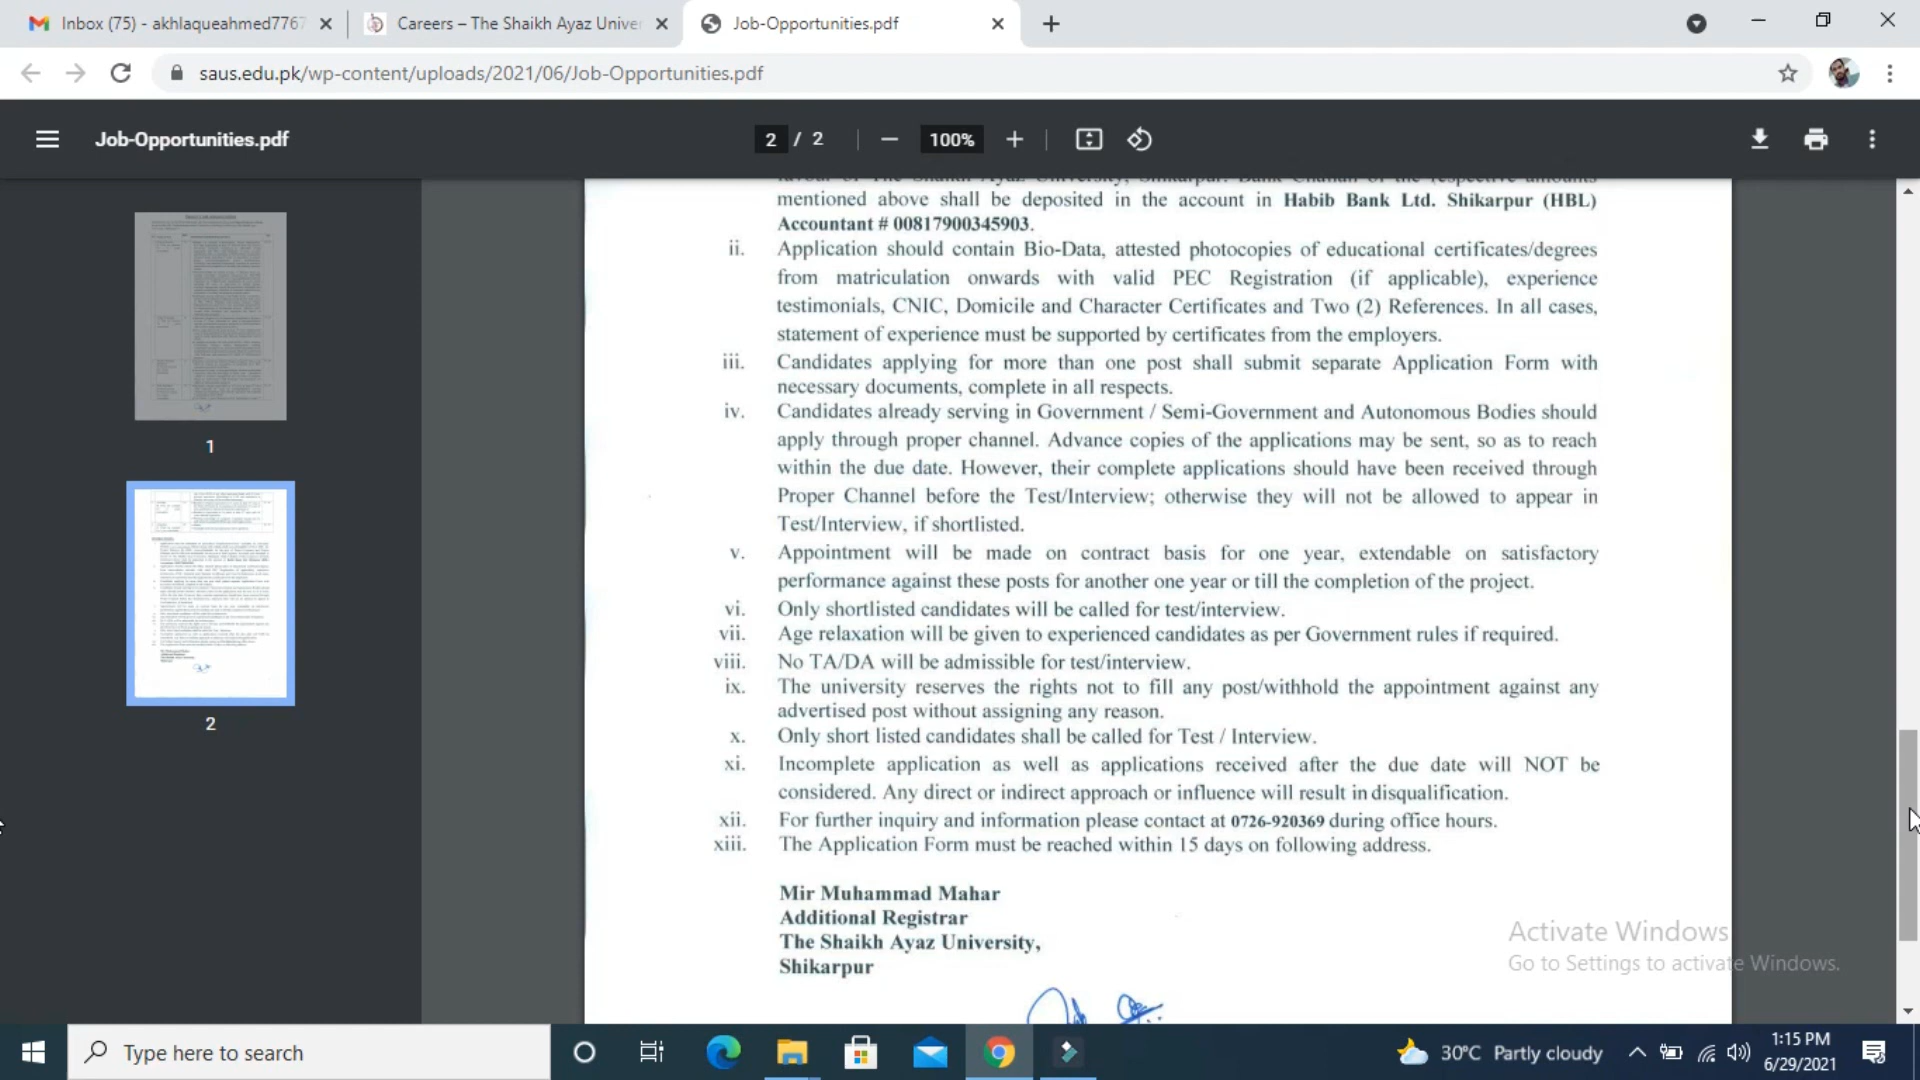 Inbox (75) - akhlaqueahmed7767
Careers – The Shaikh Ayaz Univer
Job-Opportunities.pdf
saus.edu.pk/wp-content/uploads/2021/06/Job-Opportunities.pdf
Job-Opportunities.pdf
2 / 2
100%
mentioned above shall be deposited in the account in Habib Bank Ltd. Shikarpur (HBL)
Accountant # 00817900345903.
ii. Application should contain Bio-Data, attested photocopies of educational certificates/degrees
from matriculation onwards with valid PEC Registration (if applicable), experience
testimonials, CNIC, Domicile and Character Certificates and Two (2) References. In all cases,
statement of experience must be supported by certificates from the employers.
iii. Candidates applying for more than one post shall submit separate Application Form with
necessary documents, complete in all respects.
iv. Candidates already serving in Government / Semi-Government and Autonomous Bodies should
apply through proper channel. Advance copies of the applications may be sent, so as to reach
within the due date. However, their complete applications should have been received through
Proper Channel before the Test/Interview; otherwise they will not be allowed to appear in
Test/Interview, if shortlisted.
v. Appointment will be made on contract basis for one year, extendable on satisfactory
performance against these posts for another one year or till the completion of the project.
vi. Only shortlisted candidates will be called for test/interview.
vii. Age relaxation will be given to experienced candidates as per Government rules if required.
viii. No TA/DA will be admissible for test/interview.
ix. The university reserves the rights not to fill any post/withhold the appointment against any
advertised post without assigning any reason.
x. Only short listed candidates shall be called for Test / Interview.
xi. Incomplete application as well as applications received after the due date will NOT be
considered. Any direct or indirect approach or influence will result in disqualification.
xii. For further inquiry and information please contact at 0726-920369 during office hours.
xiii. The Application Form must be reached within 15 days on following address.
Mir Muhammad Mahar
Additional Registrar
The Shaikh Ayaz University,
Shikarpur
1
2
Activate Windows
Go to Settings to activate Windows.
Type here to search
30°C Partly cloudy
1:15 PM
6/29/2021